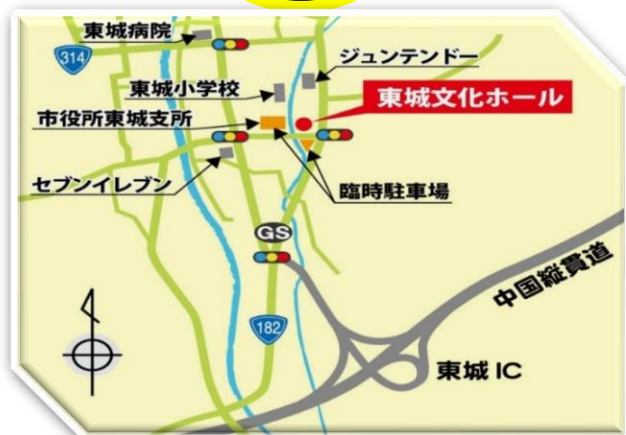 東城病院
314
ジュンテンドー
東城小学校
東城文化ホール
市役所東城支所
セブンイレブン
臨時駐車場
GS
中国縦貫道
182
東城 IC